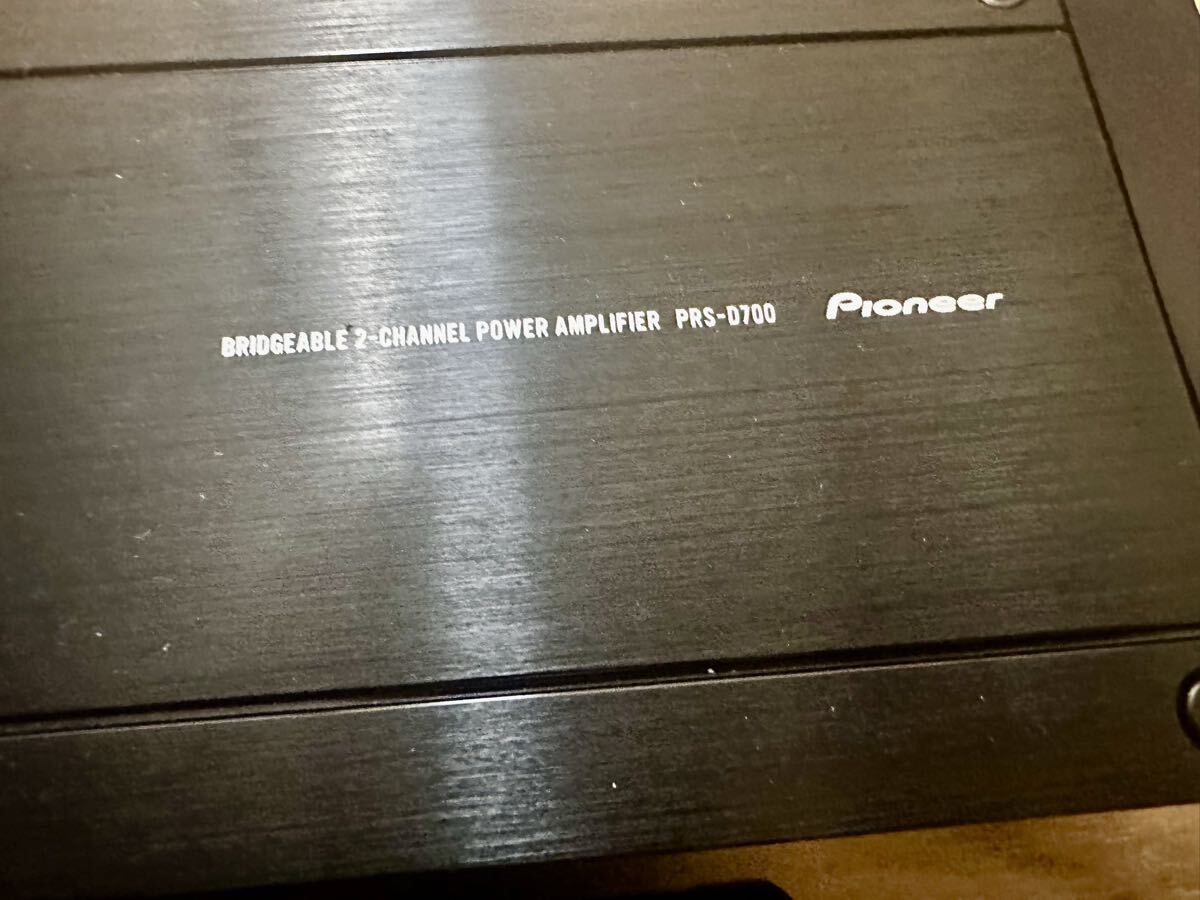 BRIDGEABLE 2-CHANNEL POWER AMPLIFIER PRS-D700 Pioneer